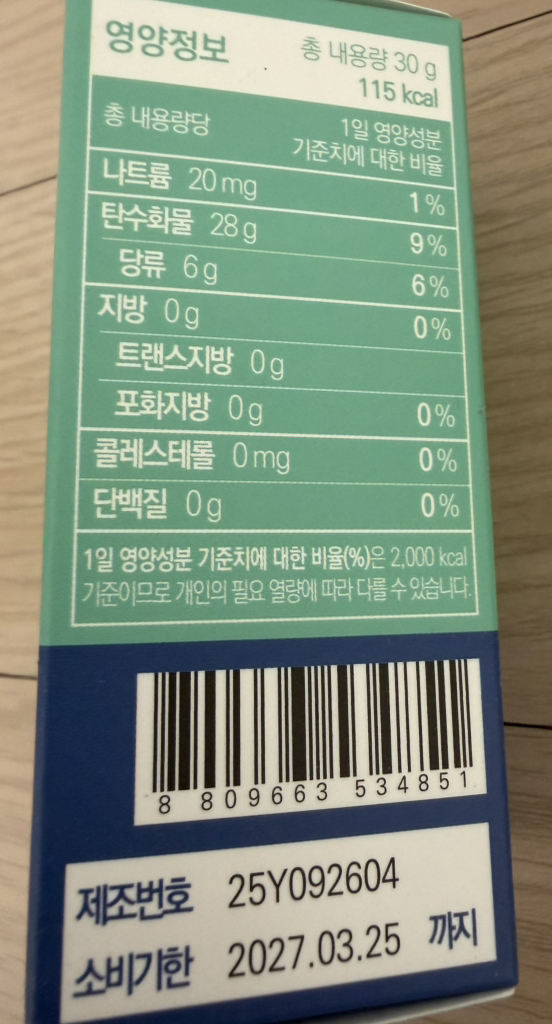 영양정보 총 내용량 30 g
115 kcal
총 내용량당 1일 영양성분
기준치에 대한 비율
나트륨 20 mg 1 %
탄수화물 28 g 9 %
당류 6 g 6 %
지방 0 g 0 %
트랜스지방 0 g
포화지방 0 g 0 %
콜레스테롤 0 mg 0 %
단백질 0 g 0 %
1일 영양성분 기준치에 대한 비율(%)은 2,000 kcal
기준이므로 개인의 필요 열량에 따라 다를 수 있습니다.
8 809663 534851
제조번호 25Y092604
소비기한 2027.03.25 까지